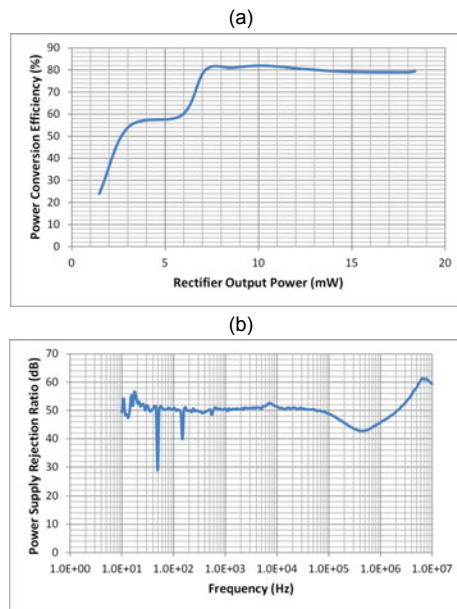 (a)
Power Conversion Efficiency (%)
90
80
70
60
50
40
30
20
10
0
0 5 10 15 20
Rectifier Output Power (mW)
(b)
Power Supply Rejection Ratio (dB)
70
60
50
40
30
20
10
0
1.0E+00 1.0E+01 1.0E+02 1.0E+03 1.0E+04 1.0E+05 1.0E+06 1.0E+07
Frequency (Hz)